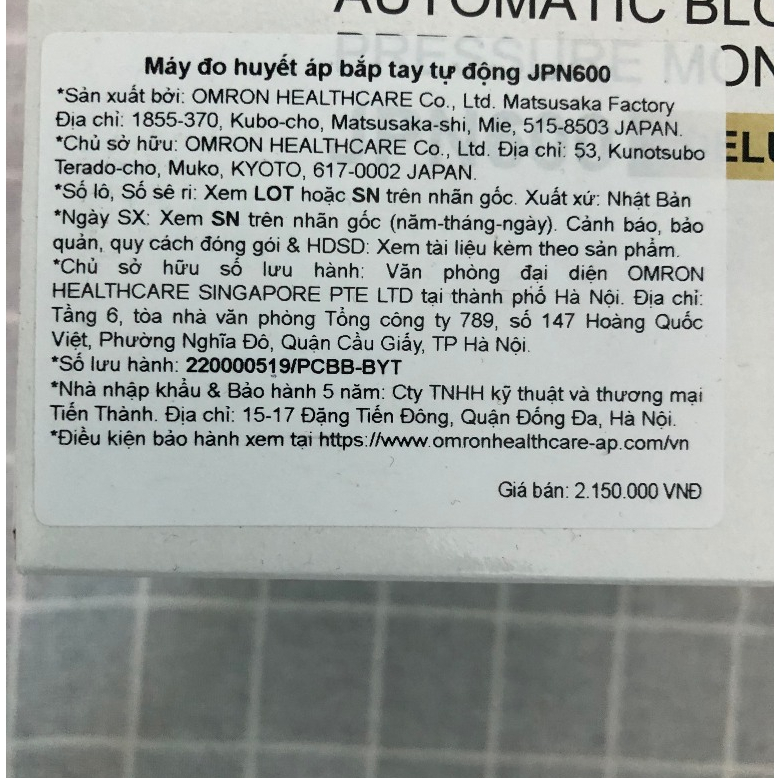 AUTOMATIC BLO
PRESSURE MON
ELU
Máy đo huyết áp bắp tay tự động JPN600
*Sản xuất bởi: OMRON HEALTHCARE Co., Ltd. Matsusaka Factory
Địa chỉ: 1855-370, Kubo-cho, Matsusaka-shi, Mie, 515-8503 JAPAN.
*Chủ sở hữu: OMRON HEALTHCARE Co., Ltd. Địa chỉ: 53, Kunotsubo
Terado-cho, Muko, KYOTO, 617-0002 JAPAN.
*Số lô, Số sê ri: Xem LOT hoặc SN trên nhãn gốc. Xuất xứ: Nhật Bản
*Ngày SX: Xem SN trên nhãn gốc (năm-tháng-ngày). Cảnh báo, bảo
quản, quy cách đóng gói & HDSD: Xem tài liệu kèm theo sản phẩm.
*Chủ sở hữu số lưu hành: Văn phòng đại diện OMRON
HEALTHCARE SINGAPORE PTE LTD tại thành phố Hà Nội. Địa chỉ:
Tầng 6, tòa nhà văn phòng Tổng công ty 789, số 147 Hoàng Quốc
Việt, Phường Nghĩa Đô, Quận Cầu Giấy, TP Hà Nội.
*Số lưu hành: 220000519/PCBB-BYT
*Nhà nhập khẩu & Bảo hành 5 năm: Cty TNHH kỹ thuật và thương mại
Tiến Thành. Địa chỉ: 15-17 Đặng Tiến Đông, Quận Đống Đa, Hà Nội.
*Điều kiện bảo hành xem tại https://www.omronhealthcare-ap.com/vn
Giá bán: 2.150.000 VNĐ